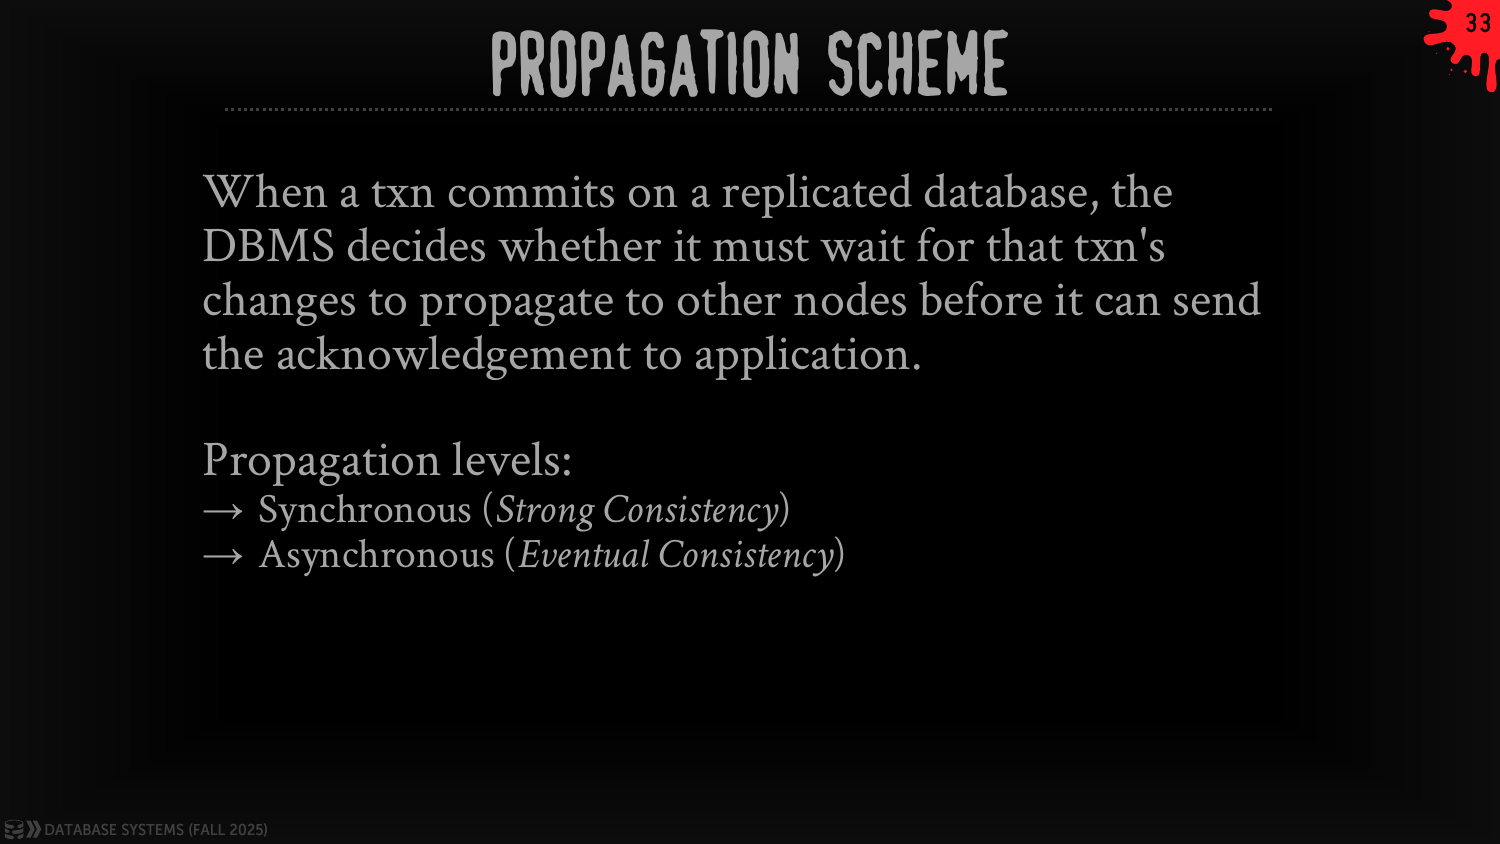 PROPAGATION SCHEME
33
When a txn commits on a replicated database, the
DBMS decides whether it must wait for that txn's
changes to propagate to other nodes before it can send
the acknowledgement to application.
Propagation levels:
→ Synchronous (Strong Consistency)
→ Asynchronous (Eventual Consistency)
DATABASE SYSTEMS (FALL 2025)